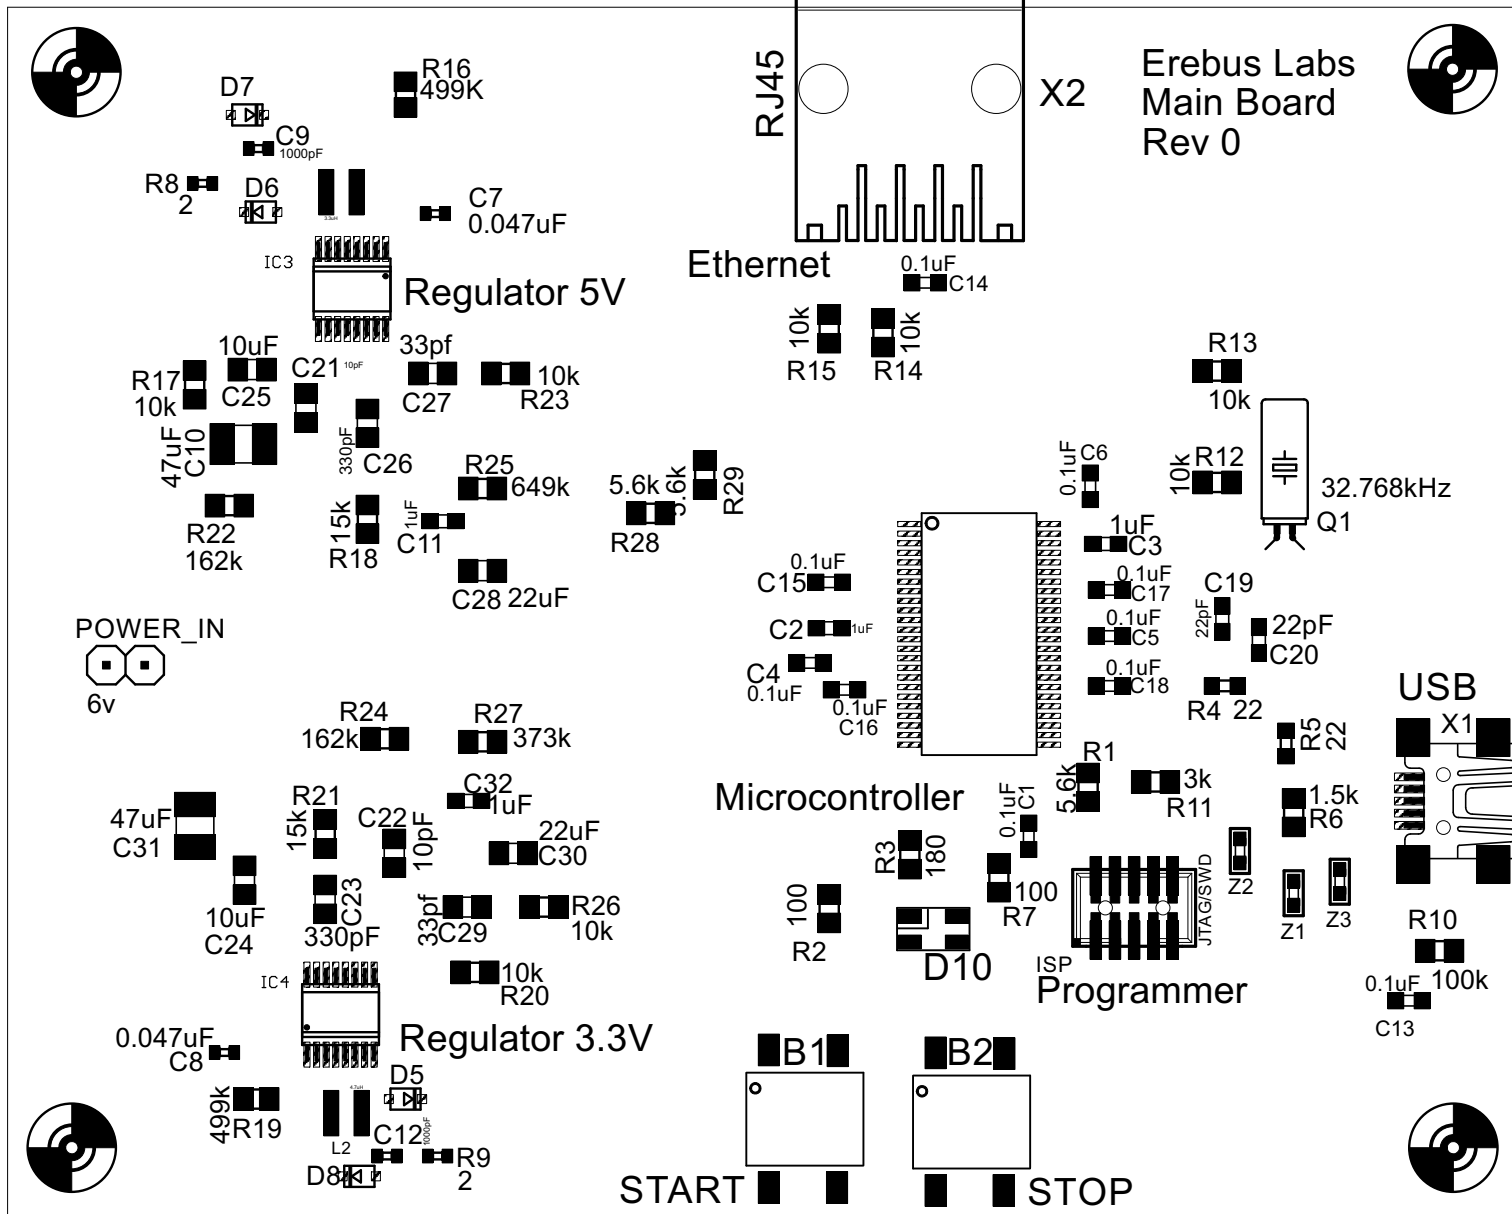 Erebus Labs
Main Board
Rev 0
RJ45
X2
Ethernet
0.1uF
C14
10k
R15
R14
10k
D7
R16
499K
C9
1000pF
R8
2
D6
3.3uH
C7
0.047uF
IC3
Regulator 5V
10uF
C25
C21
10pF
33pf
C27
10k
R23
R17
10k
47uF
C10
330pF
C26
R25
649k
R22
162k
15k
R18
1uF
C11
C28
22uF
5.6k
R28
5.6k
R29
R13
10k
R12
10k
32.768kHz
Q1
C6
0.1uF
1uF
C3
0.1uF
C17
0.1uF
C5
0.1uF
C18
0.1uF
C15
C2
1uF
C4
0.1uF
0.1uF
C16
C19
22pF
22pF
C20
R4
22
R5
22
USB
X1
POWER_IN
6v
R24
162k
R27
373k
C32
1uF
R21
15k
C22
10pF
22uF
C30
47uF
C31
10uF
C24
C23
330pF
33pf
C29
R26
10k
10k
R20
IC4
Regulator 3.3V
0.047uF
C8
499k
R19
4.7uH
L2
D5
C12
1000pF
R9
2
D8
Microcontroller
R1
5.6k
3k
R11
0.1uF
C1
R3
180
100
R2
100
R7
D10
JTAG/SWD
ISP
Programmer
1.5k
R6
Z2
Z1
Z3
R10
100k
0.1uF
C13
B1
B2
START
STOP